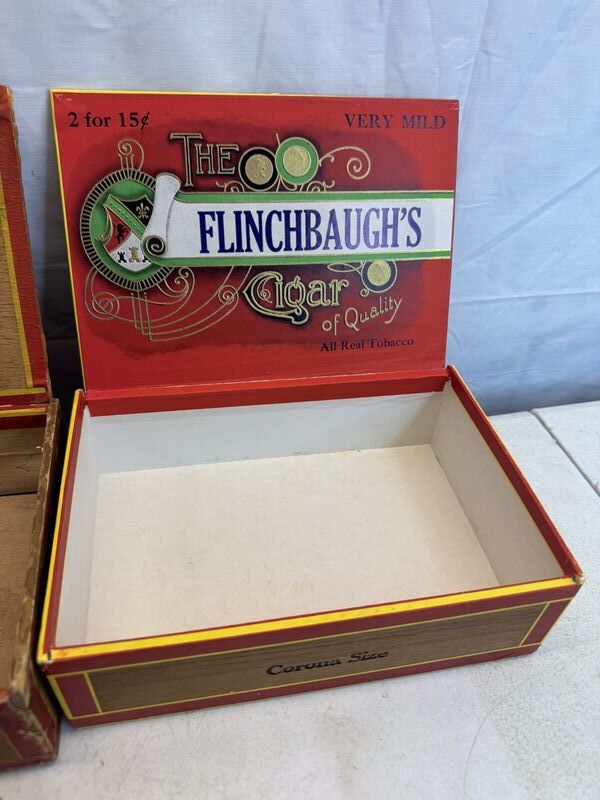 2 for 15¢ VERY MILD
THE
FLINCHBAUGH'S
Cigar
of Quality
All Real Tobacco
Corona Size